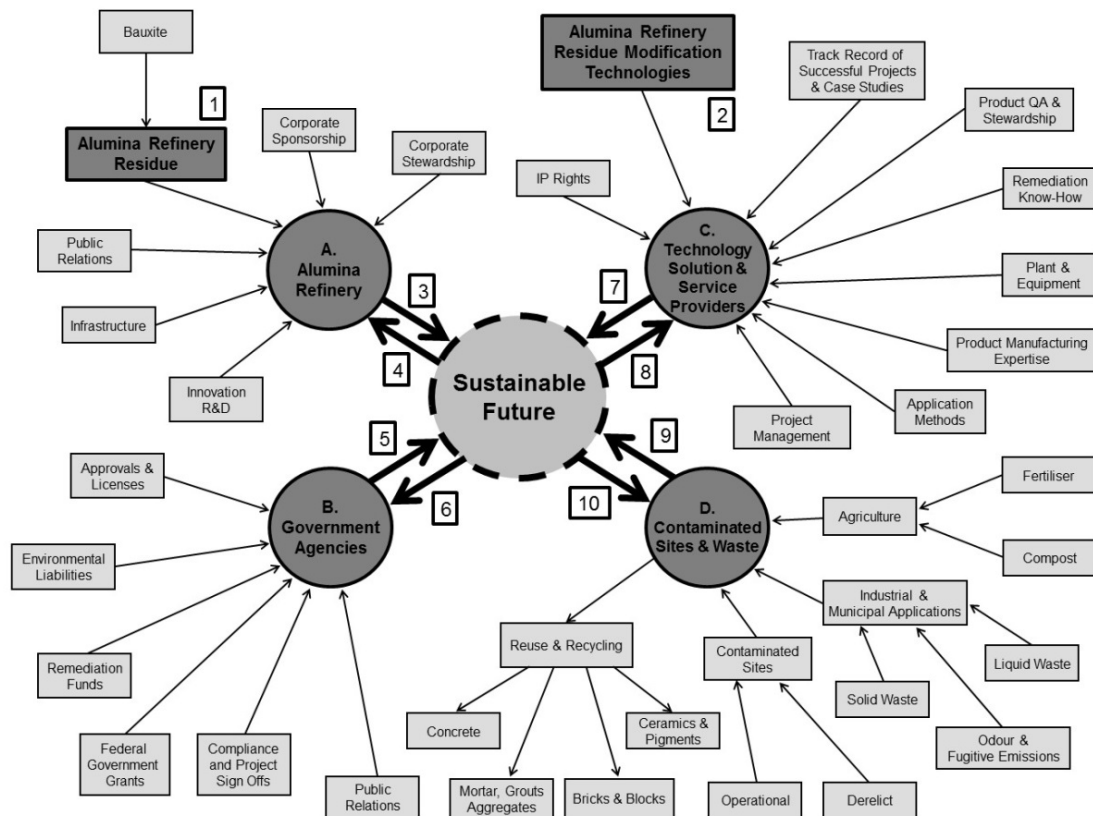 Bauxite
1
Alumina Refinery
Residue
Corporate
Sponsorship
Corporate
Stewardship
Public
Relations
Infrastructure
Innovation
R&D
A.
Alumina
Refinery
3
4
Alumina Refinery
Residue Modification
Technologies
2
Track Record of
Successful Projects
& Case Studies
Product QA &
Stewardship
IP Rights
Remediation
Know-How
C.
Technology
Solution &
Service
Providers
Plant &
Equipment
Product Manufacturing
Expertise
Application
Methods
Project
Management
7
8
Sustainable
Future
5
6
9
10
Approvals &
Licenses
Environmental
Liabilities
B.
Government
Agencies
Remediation
Funds
Federal
Government
Grants
Compliance
and Project
Sign Offs
Public
Relations
D.
Contaminated
Sites & Waste
Agriculture
Fertiliser
Compost
Industrial &
Municipal Applications
Liquid Waste
Solid Waste
Odour &
Fugitive Emissions
Contaminated
Sites
Operational
Derelict
Reuse & Recycling
Concrete
Mortar, Grouts
Aggregates
Bricks & Blocks
Ceramics &
Pigments